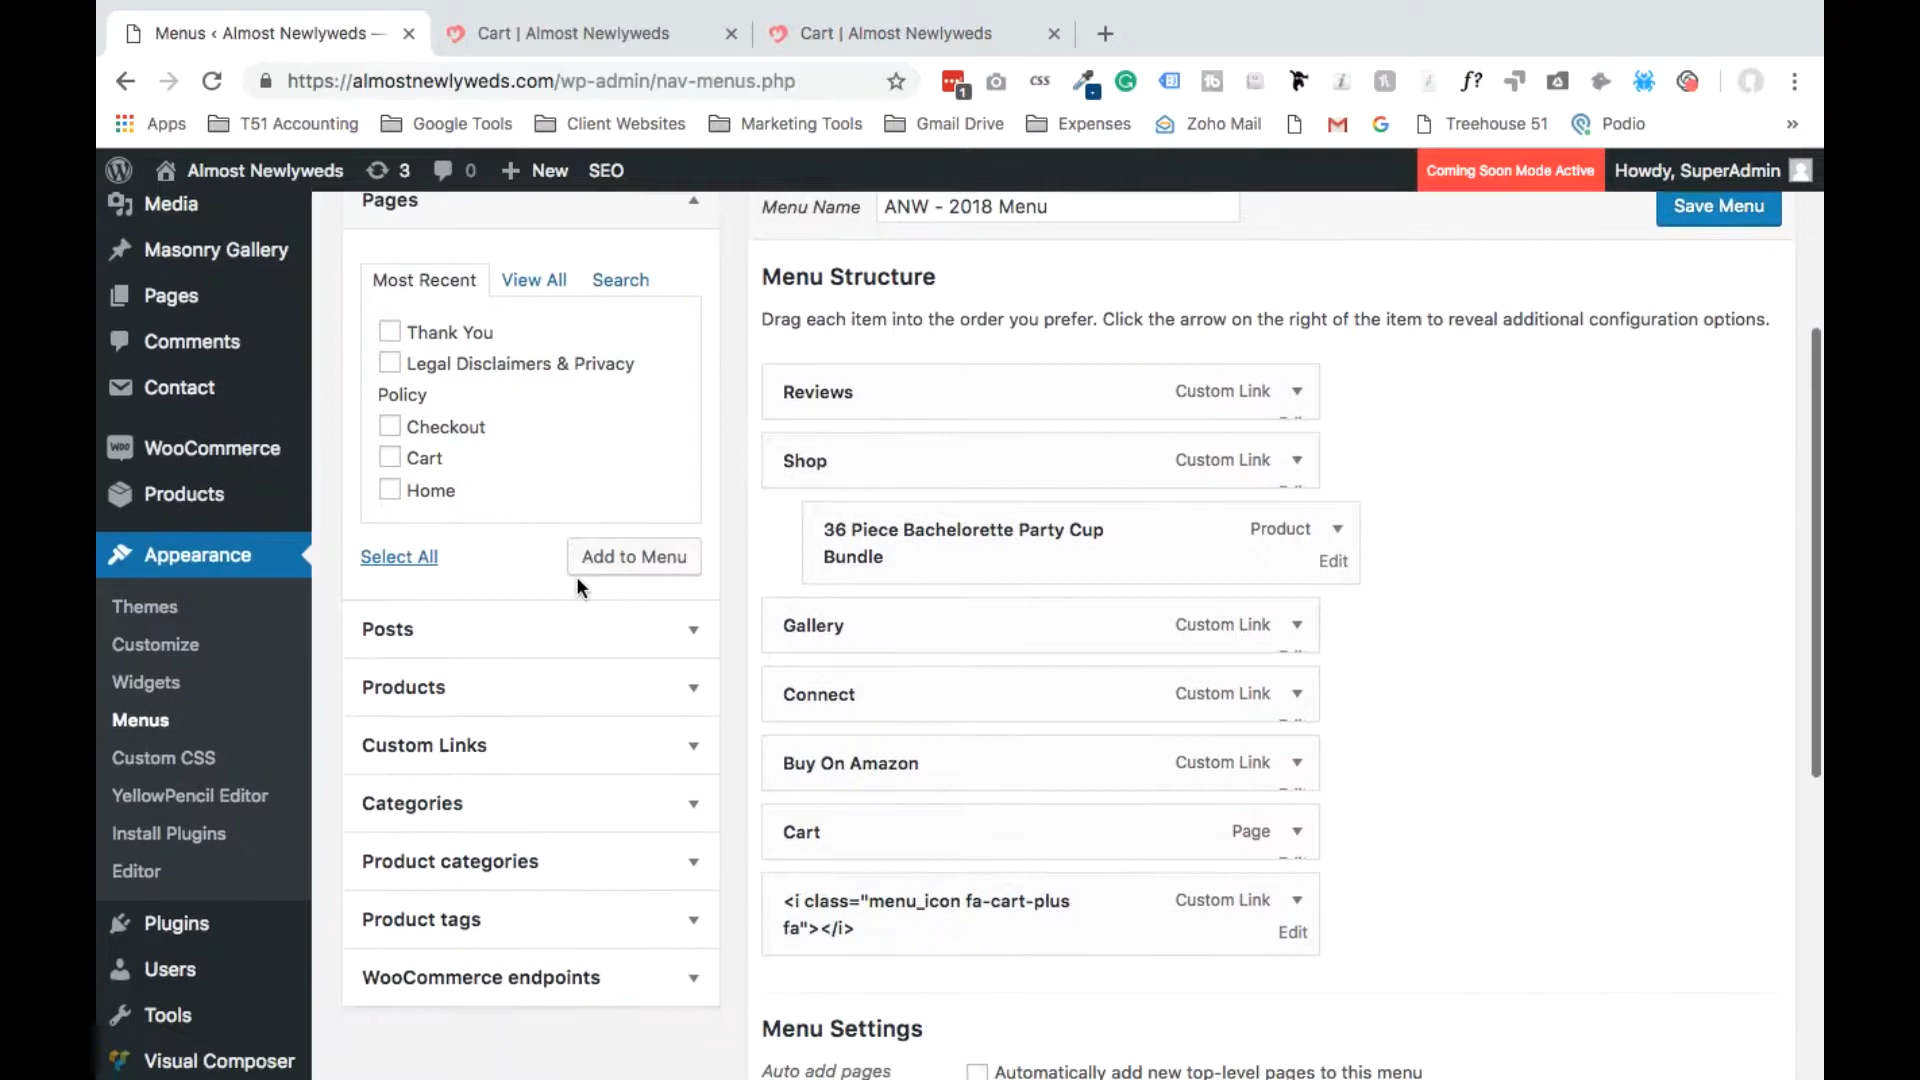 Menus ‹ Almost Newlyweds —
Cart | Almost Newlyweds
Cart | Almost Newlyweds
https://almostnewlyweds.com/wp-admin/nav-menus.php
1
CSS
f?
Apps
T51 Accounting
Google Tools
Client Websites
Marketing Tools
Gmail Drive
Expenses
Zoho Mail
Treehouse 51
Podio
»
Almost Newlyweds
3
0
New
SEO
Coming Soon Mode Active
Howdy, SuperAdmin
Media
Masonry Gallery
Pages
Comments
Contact
WooCommerce
Products
Appearance
Themes
Customize
Widgets
Menus
Custom CSS
YellowPencil Editor
Install Plugins
Editor
Plugins
Users
Tools
Visual Composer
Pages
Most Recent
View All
Search
Thank You
Legal Disclaimers & Privacy
Policy
Checkout
Cart
Home
Select All
Add to Menu
Posts
Products
Custom Links
Categories
Product categories
Product tags
WooCommerce endpoints
Menu Name
ANW - 2018 Menu
Save Menu
Menu Structure
Drag each item into the order you prefer. Click the arrow on the right of the item to reveal additional configuration options.
Reviews
Custom Link
Shop
Custom Link
36 Piece Bachelorette Party Cup
Bundle
Product
Edit
Gallery
Custom Link
Connect
Custom Link
Buy On Amazon
Custom Link
Cart
Page
<i class="menu_icon fa-cart-plus
fa"></i>
Custom Link
Edit
Menu Settings
Auto add pages
Automatically add new top-level pages to this menu